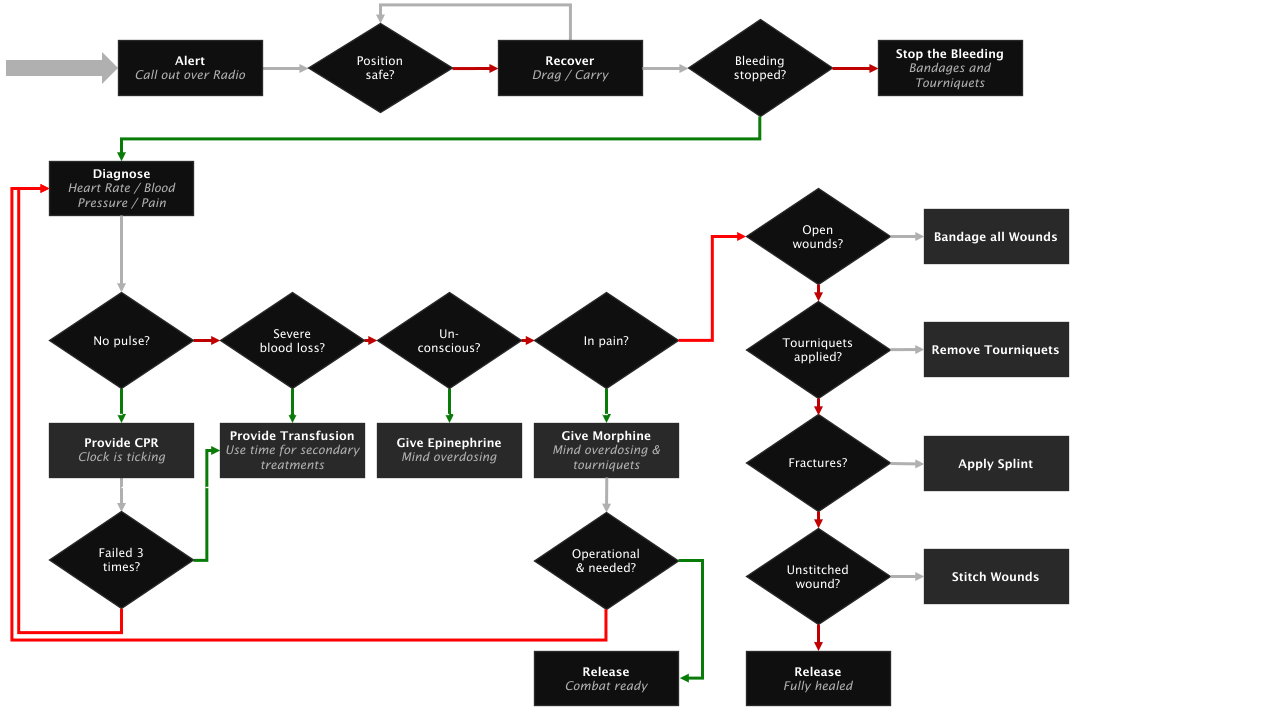 Alert
Call out over Radio
Position
safe?
Recover
Drag / Carry
Bleeding
stopped?
Stop the Bleeding
Bandages and
Tourniquets
Diagnose
Heart Rate / Blood
Pressure / Pain
Open
wounds?
Bandage all Wounds
No pulse?
Severe
blood loss?
Un-
conscious?
In pain?
Tourniquets
applied?
Remove Tourniquets
Provide CPR
Clock is ticking
Provide Transfusion
Use time for secondary
treatments
Give Epinephrine
Mind overdosing
Give Morphine
Mind overdosing &
tourniquets
Fractures?
Apply Splint
Failed 3
times?
Operational
& needed?
Unstitched
wound?
Stitch Wounds
Release
Combat ready
Release
Fully healed